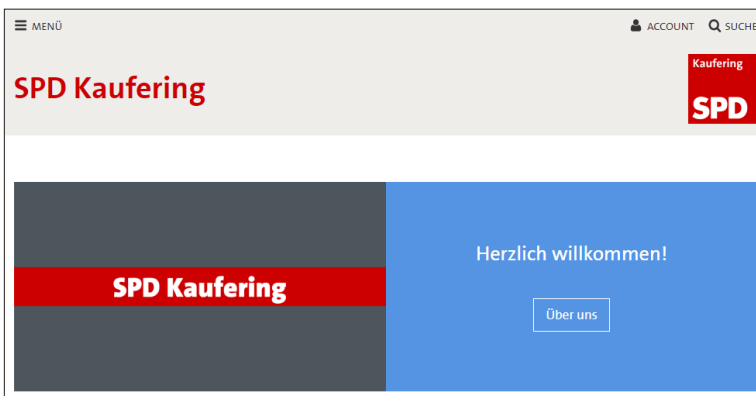 MENÜ
ACCOUNT SUCHE
SPD Kaufering
Kaufering
SPD
SPD Kaufering
Herzlich willkommen!
Über uns